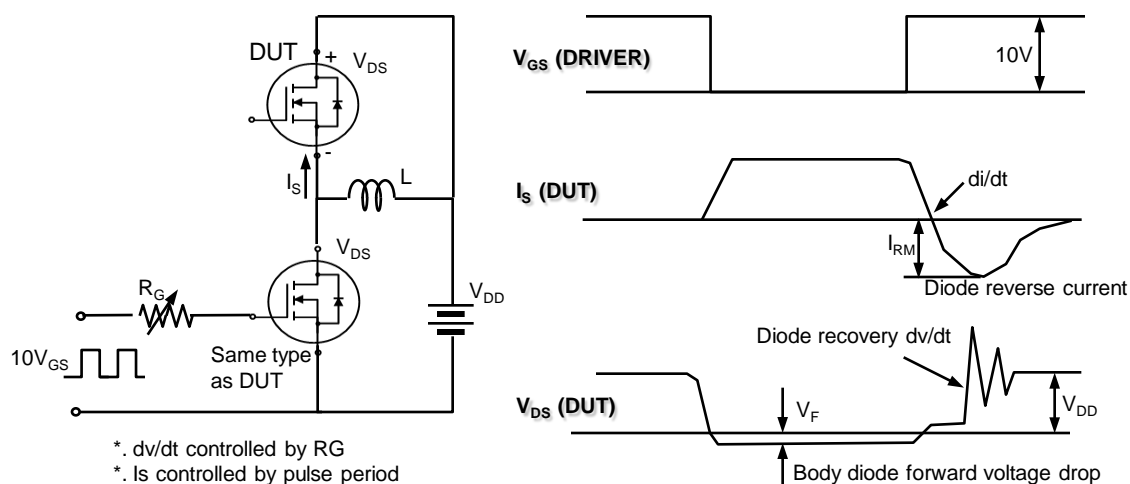 DUT
+
V_DS
-
I_S
L
V_DS
R_G
V_DD
10V_GS
Same type
as DUT
*. dv/dt controlled by RG
*. Is controlled by pulse period
V_GS (DRIVER)
10V
I_S (DUT)
di/dt
I_RM
Diode reverse current
Diode recovery dv/dt
V_DS (DUT)
V_F
V_DD
Body diode forward voltage drop